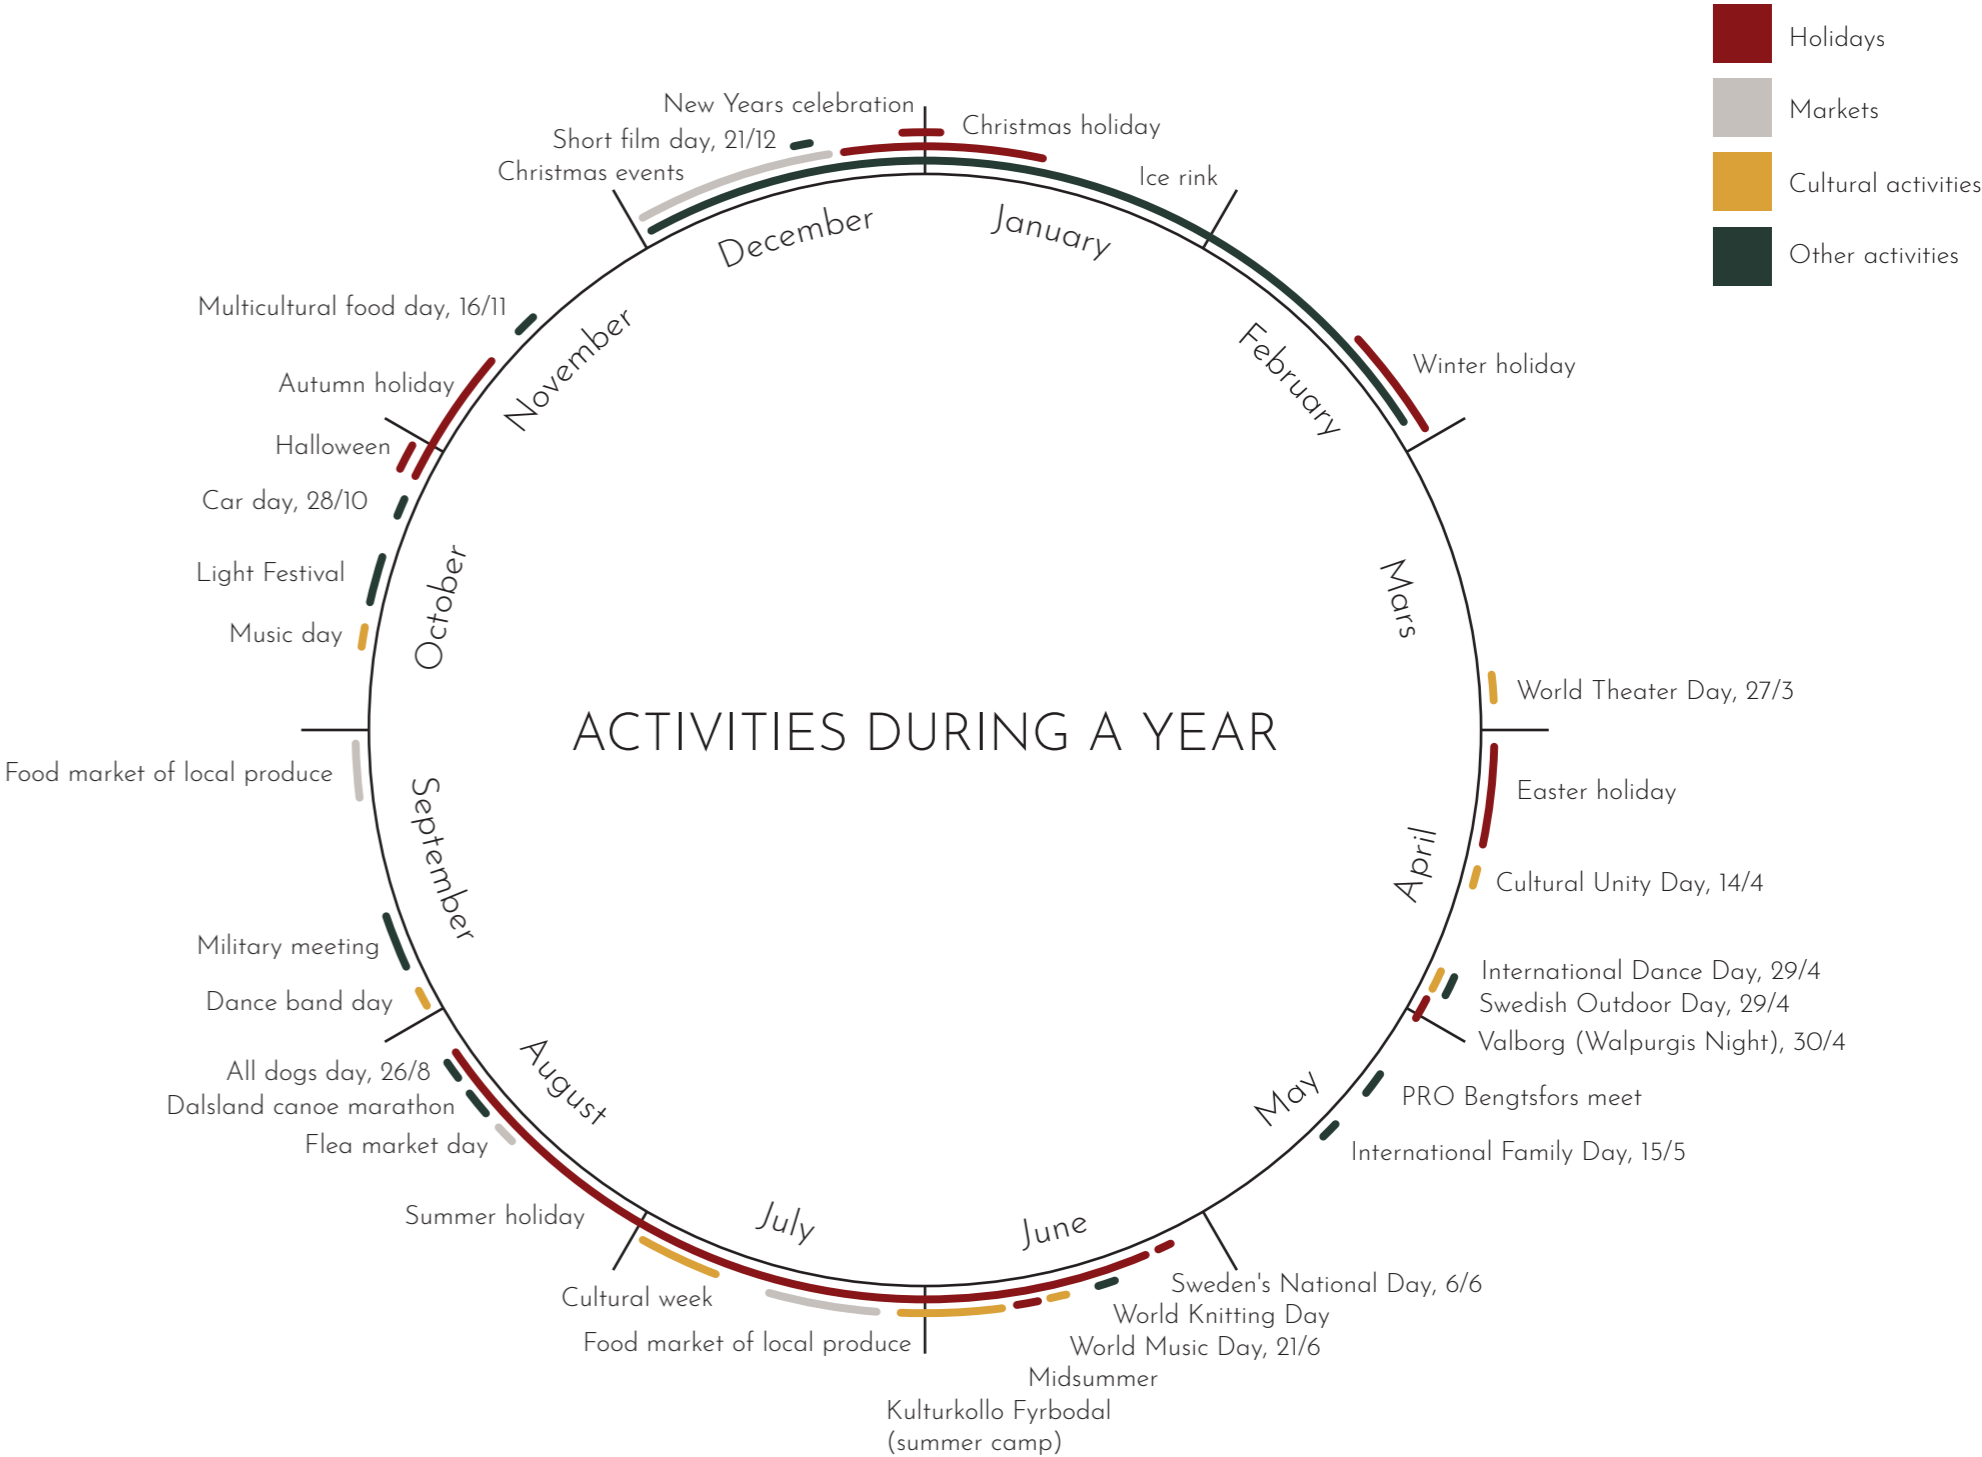 Holidays
Markets
Cultural activities
Other activities
New Years celebration
Christmas holiday
Short film day, 21/12
Christmas events
Ice rink
December
January
Multicultural food day, 16/11
November
February
Winter holiday
Autumn holiday
Halloween
Car day, 28/10
Light Festival
October
Mars
Music day
World Theater Day, 27/3
ACTIVITIES DURING A YEAR
Food market of local produce
Easter holiday
September
April
Cultural Unity Day, 14/4
Military meeting
International Dance Day, 29/4
Dance band day
Swedish Outdoor Day, 29/4
Valborg (Walpurgis Night), 30/4
All dogs day, 26/8
August
May
PRO Bengtsfors meet
Dalsland canoe marathon
Flea market day
International Family Day, 15/5
Summer holiday
July
June
Sweden's National Day, 6/6
Cultural week
World Knitting Day
Food market of local produce
World Music Day, 21/6
Midsummer
Kulturkollo Fyrbodal
(summer camp)